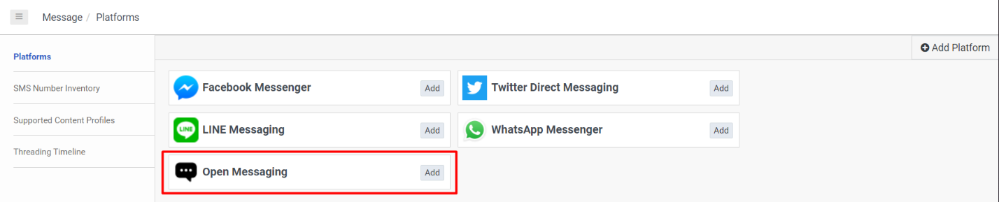 Message / Platforms
Platforms
SMS Number Inventory
Supported Content Profiles
Threading Timeline
Add Platform
Facebook Messenger Add
Twitter Direct Messaging Add
LINE LINE Messaging Add
WhatsApp Messenger Add
Open Messaging Add